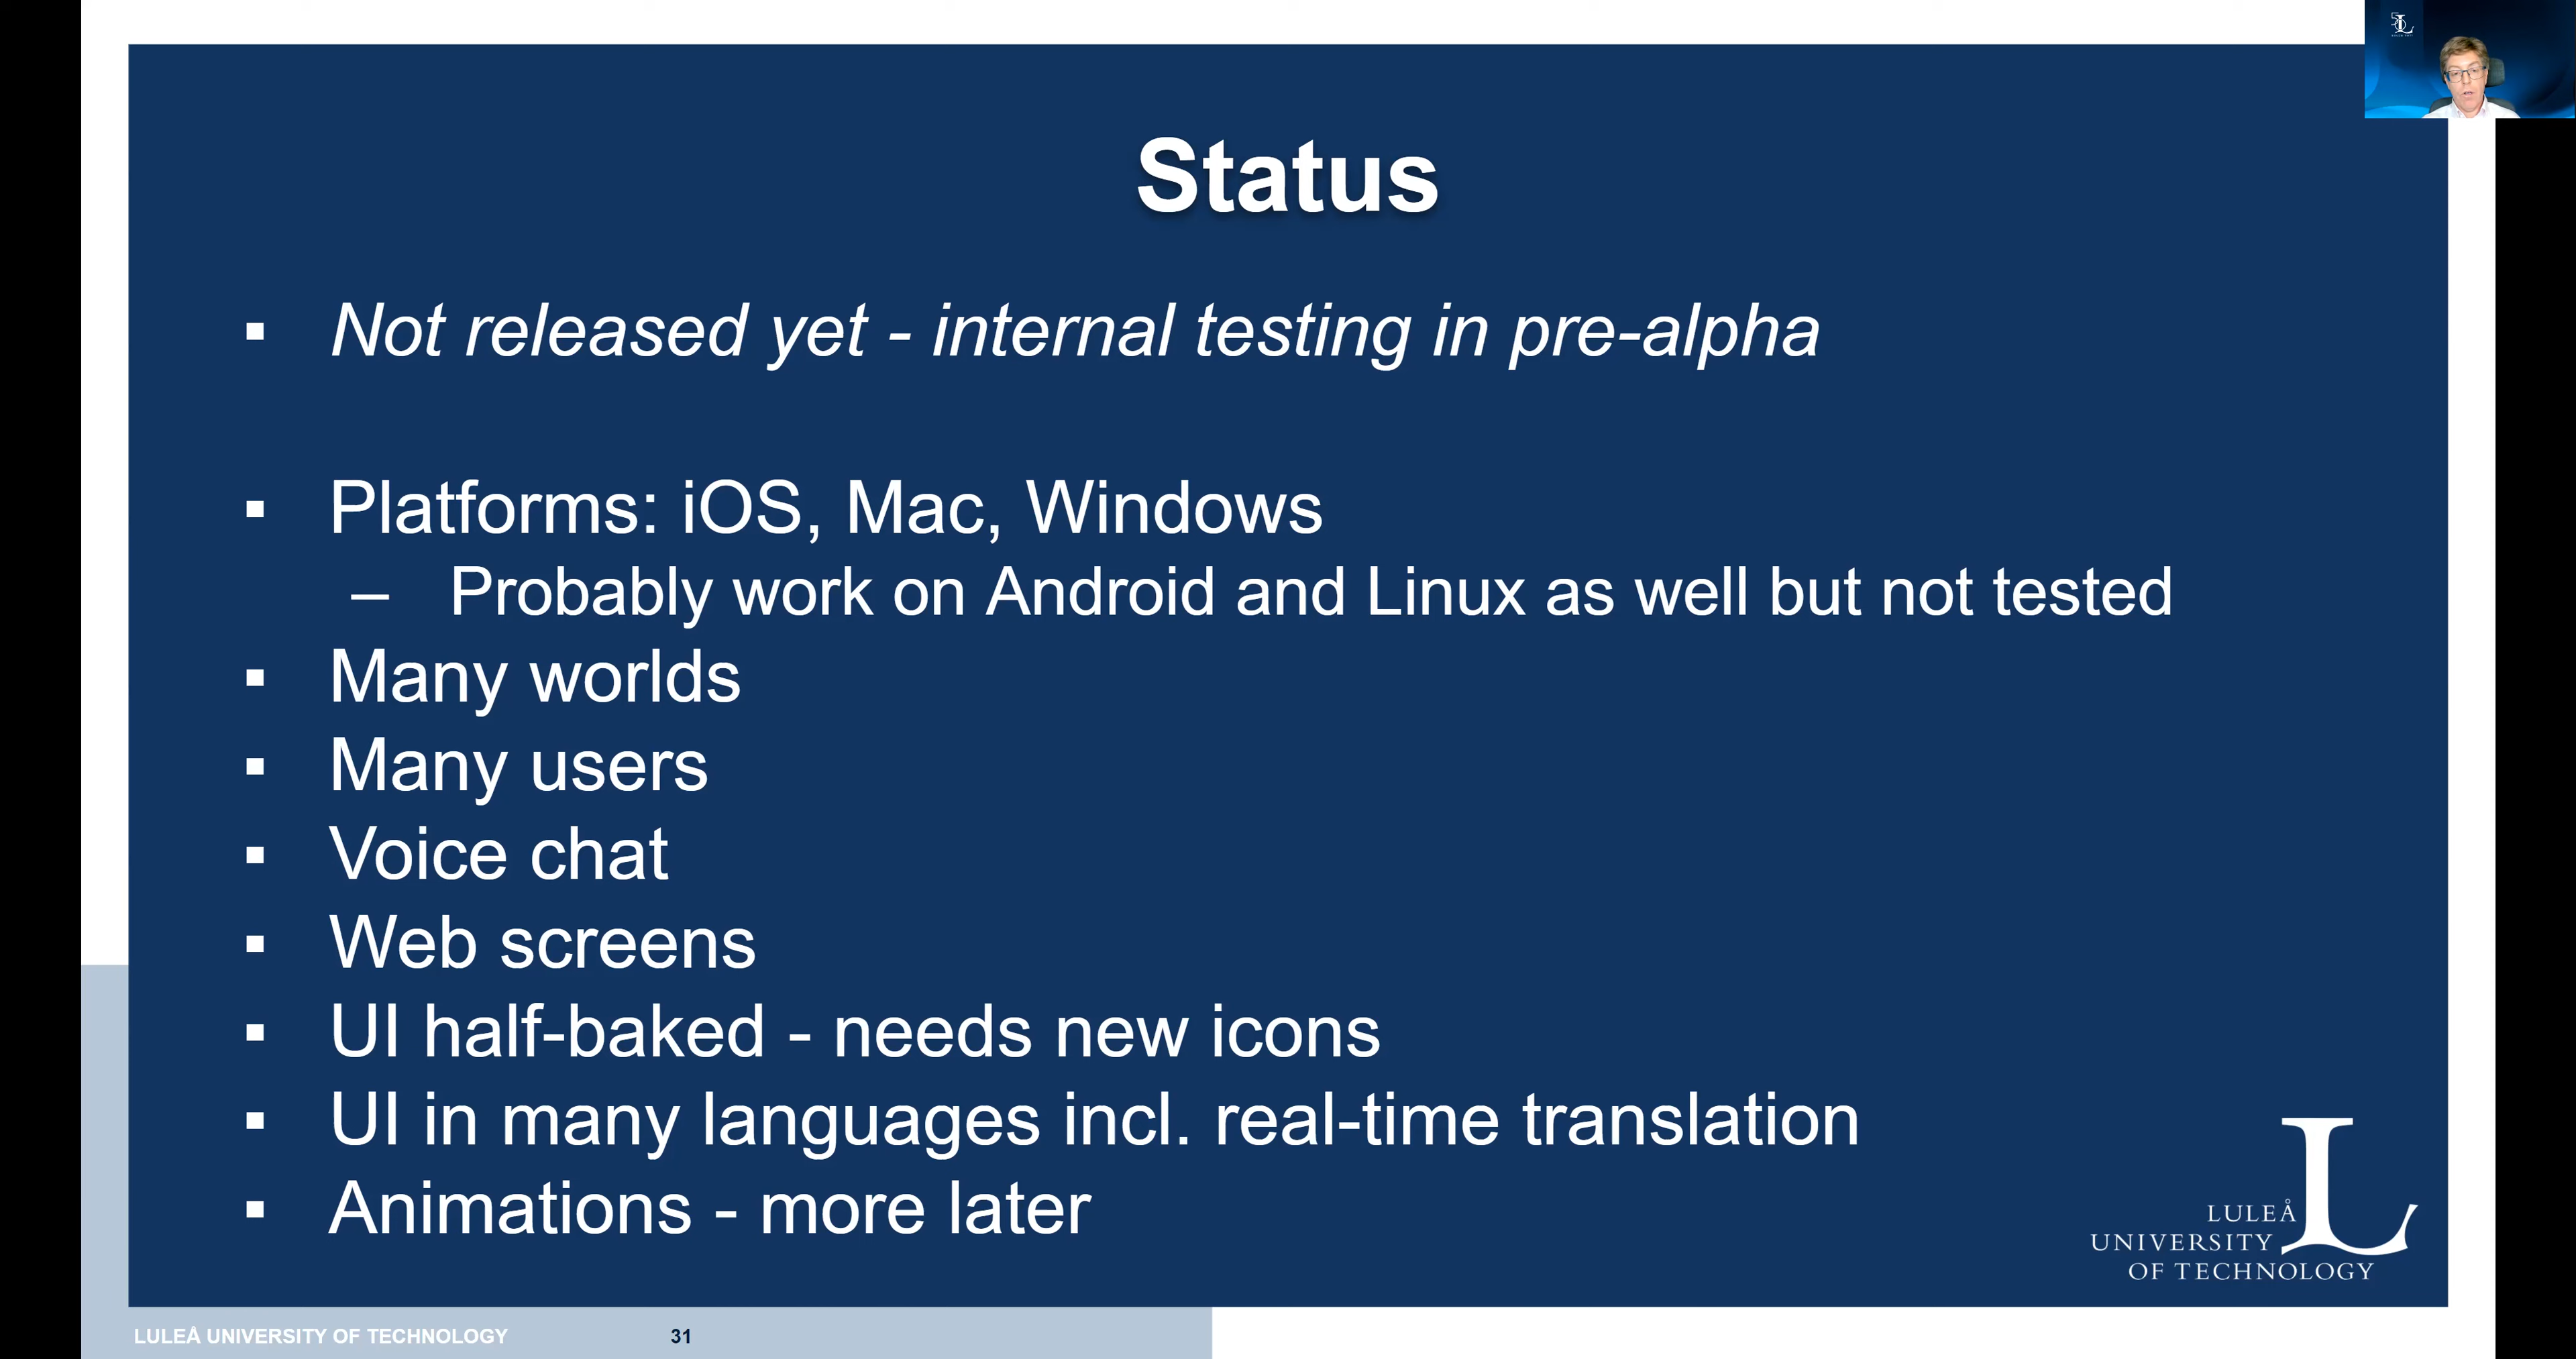 Status
▪ Not released yet - internal testing in pre-alpha
▪ Platforms: iOS, Mac, Windows
– Probably work on Android and Linux as well but not tested
▪ Many worlds
▪ Many users
▪ Voice chat
▪ Web screens
▪ UI half-baked - needs new icons
▪ UI in many languages incl. real-time translation
▪ Animations - more later
LULEÅ
UNIVERSITY
OF TECHNOLOGY
LULEÅ UNIVERSITY OF TECHNOLOGY 31